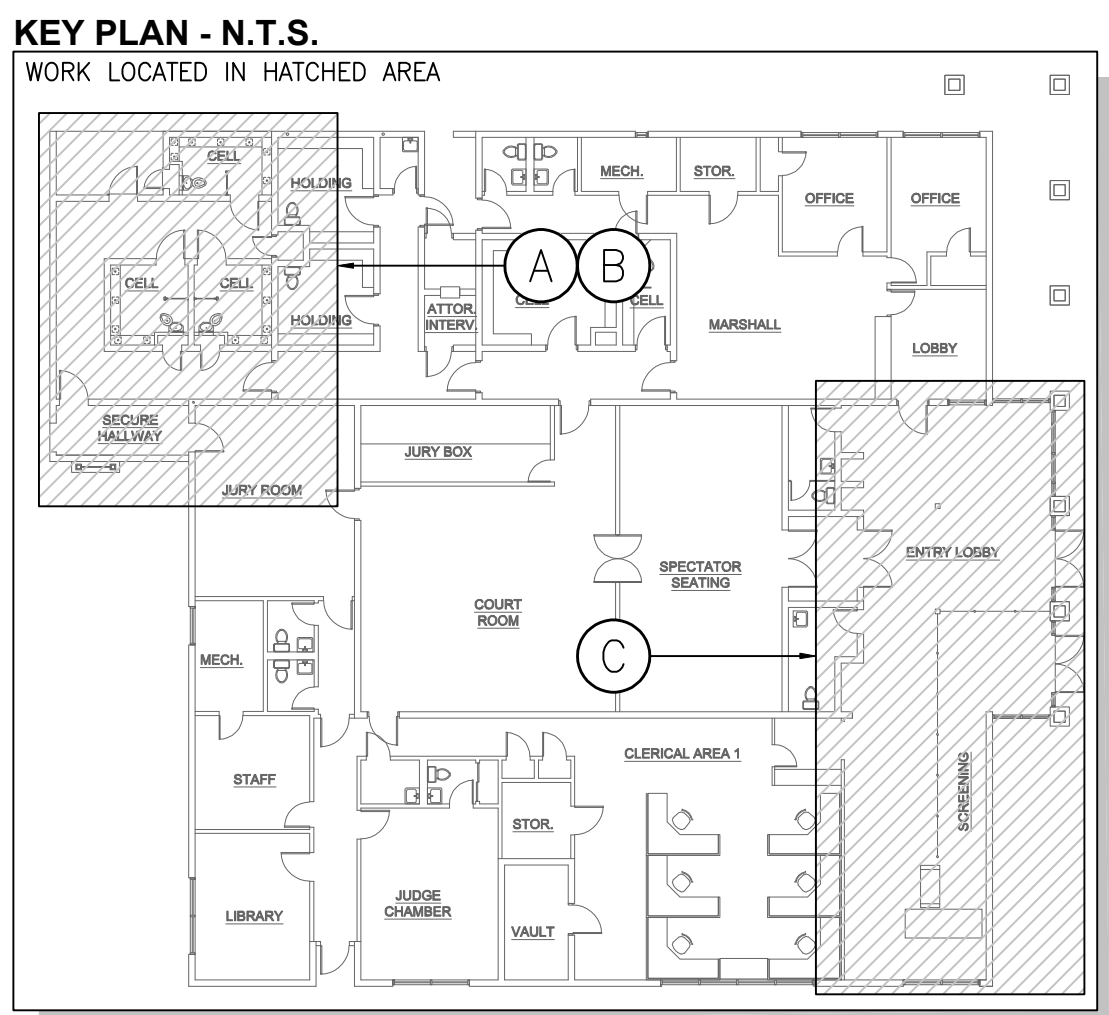 KEY PLAN - N.T.S.
WORK LOCATED IN HATCHED AREA
CELL
HOLDING
MECH.
STOR.
OFFICE
OFFICE
A
B
CELL
CELL
CELL
CELL
HOLDING
ATTOR.
INTERV.
MARSHALL
LOBBY
SECURE
HALLWAY
JURY BOX
JURY ROOM
ENTRY LOBBY
SPECTATOR
SEATING
COURT
ROOM
C
MECH.
CLERICAL AREA 1
STAFF
SCREENING
STOR.
JUDGE
CHAMBER
LIBRARY
VAULT